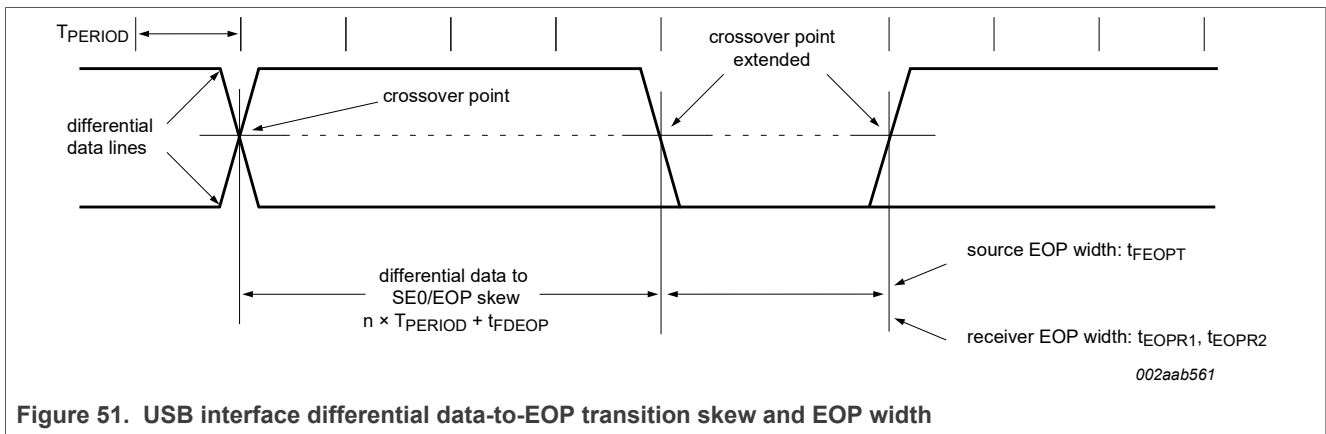 TPERIOD
crossover point
extended
crossover point
differential
data lines
differential data to
SE0/EOP skew
n × TPERIOD + tFDEOP
source EOP width: tFEOPT
receiver EOP width: tEOPR1, tEOPR2
002aab561
Figure 51. USB interface differential data-to-EOP transition skew and EOP width